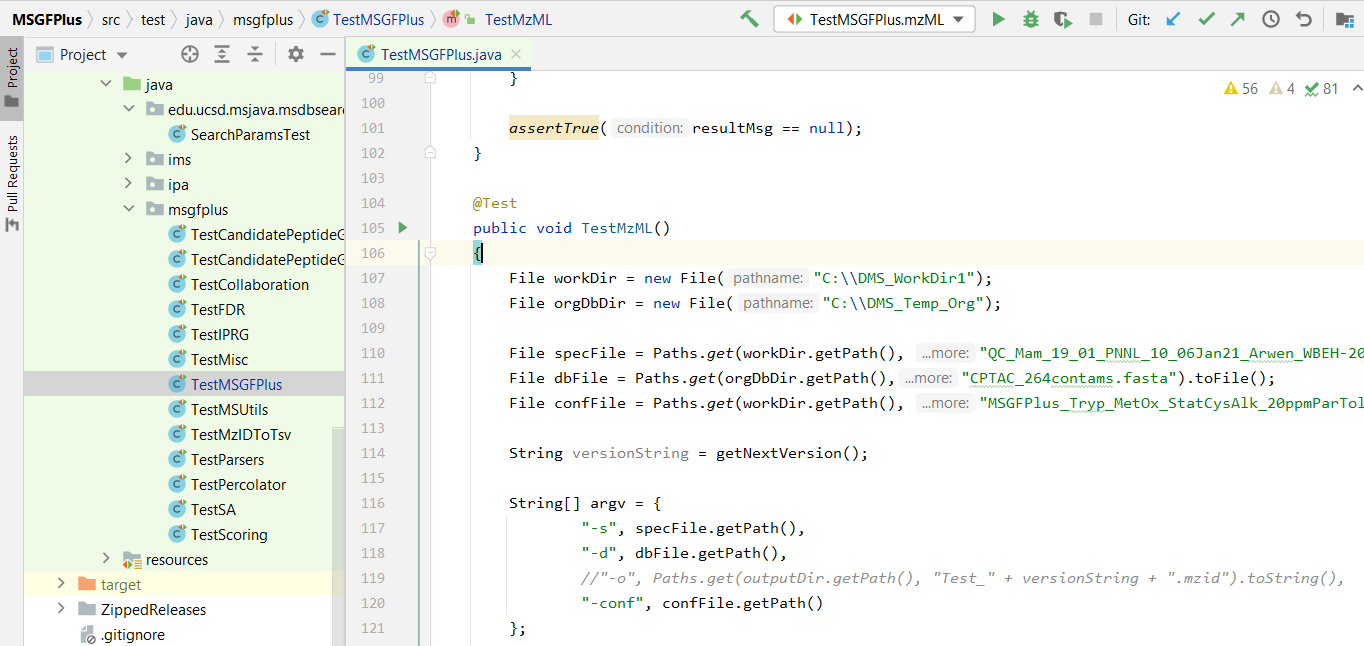 MSGFPlus src test java msgfplus TestMSGFPlus m TestMzML TestMSGFPlus.mzML Git:
Project
Pull Requests
Project
java
edu.ucsd.msjava.msdbsear
SearchParamsTest
ims
ipa
msgfplus
TestCandidatePeptideG
TestCandidatePeptideG
TestCollaboration
TestFDR
TestIPRG
TestMisc
TestMSGFPlus
TestMSUtils
TestMzIDToTsv
TestParsers
TestPercolator
TestSA
TestScoring
resources
target
ZippedReleases
.gitignore
TestMSGFPlus.java
56 4 81
99 }
100
101 assertTrue( condition: resultMsg == null);
102 }
103
104 @Test
105 public void TestMzML()
106 {
107 File workDir = new File( pathname: "C:\\DMS_WorkDir1");
108 File orgDbDir = new File( pathname: "C:\\DMS_Temp_Org");
109
110 File specFile = Paths.get(workDir.getPath(), ...more: "QC_Mam_19_01_PNNL_10_06Jan21_Arwen_WBEH-20
111 File dbFile = Paths.get(orgDbDir.getPath(), ...more: "CPTAC_264contams.fasta").toFile();
112 File confFile = Paths.get(workDir.getPath(), ...more: "MSGFPlus_Tryp_MetOx_StatCysAlk_20ppmParTol
113
114 String versionString = getNextVersion();
115
116 String[] argv = {
117 "-s", specFile.getPath(),
118 "-d", dbFile.getPath(),
119 //"-o", Paths.get(outputDir.getPath(), "Test_" + versionString + ".mzid").toString(),
120 "-conf", confFile.getPath()
121 };